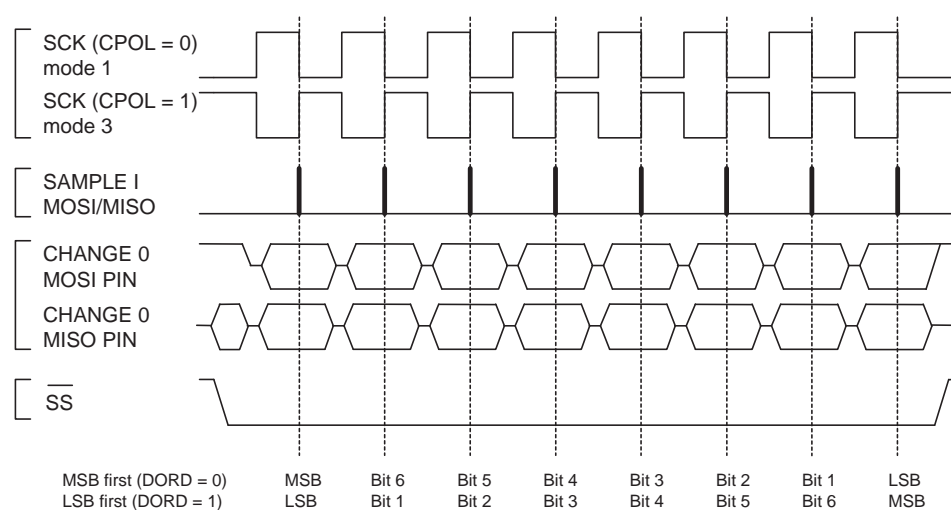 SCK (CPOL = 0)
mode 1
SCK (CPOL = 1)
mode 3
SAMPLE I
MOSI/MISO
CHANGE 0
MOSI PIN
CHANGE 0
MISO PIN
SS
MSB first (DORD = 0) MSB Bit 6 Bit 5 Bit 4 Bit 3 Bit 2 Bit 1 LSB
LSB first (DORD = 1) LSB Bit 1 Bit 2 Bit 3 Bit 4 Bit 5 Bit 6 MSB